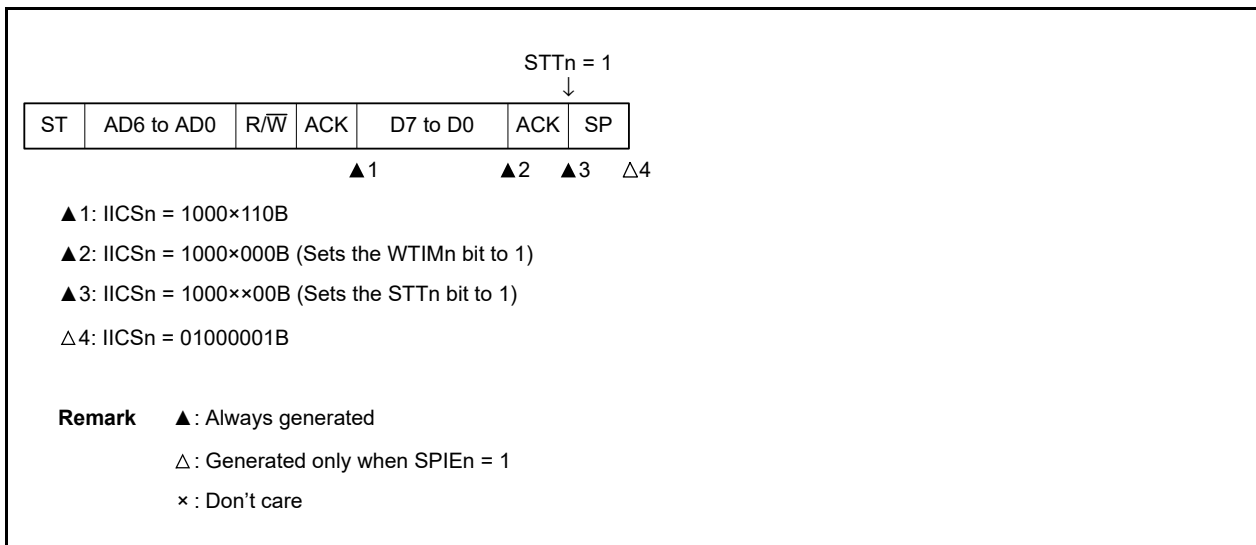 STTn = 1
↓
ST AD6 to AD0 R/W̅ ACK D7 to D0 ACK SP
▲1 ▲2 ▲3 △4
▲1: IICSn = 1000×110B
▲2: IICSn = 1000×000B (Sets the WTIMn bit to 1)
▲3: IICSn = 1000××00B (Sets the STTn bit to 1)
△4: IICSn = 01000001B
Remark ▲: Always generated
△: Generated only when SPIEn = 1
×: Don't care